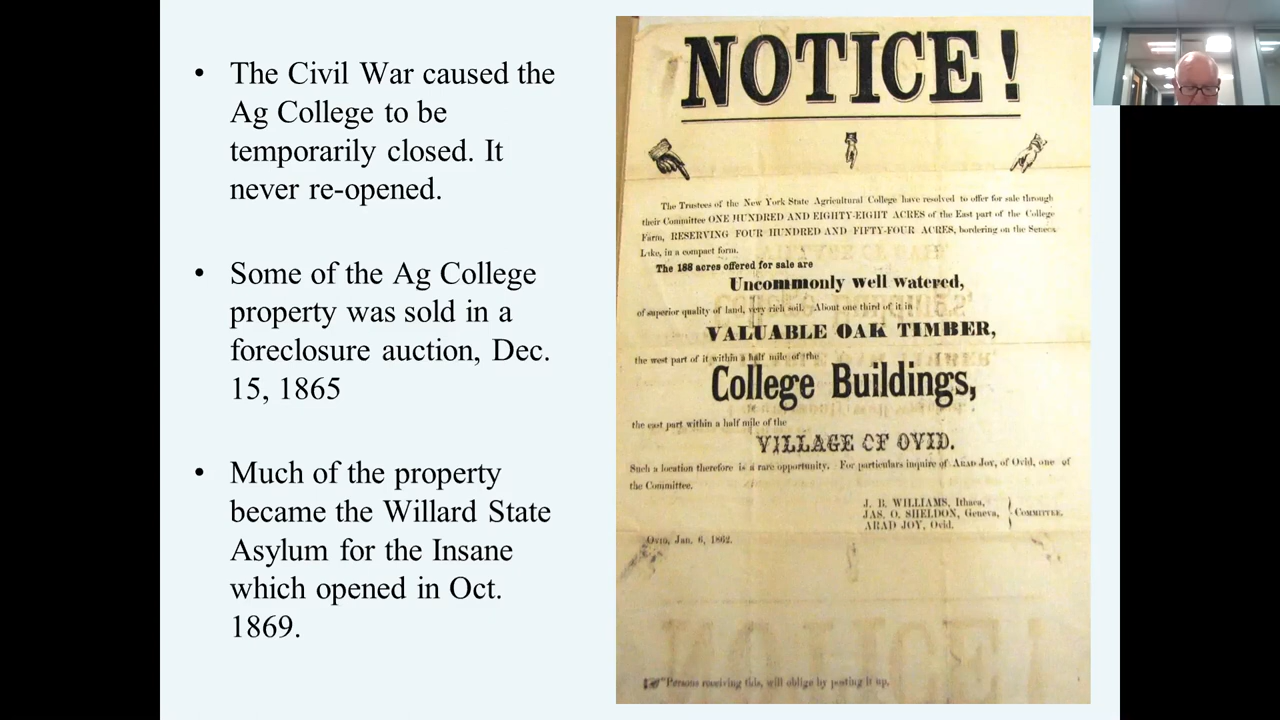 • The Civil War caused the
Ag College to be
temporarily closed. It
never re-opened.
• Some of the Ag College
property was sold in a
foreclosure auction, Dec.
15, 1865
• Much of the property
became the Willard State
Asylum for the Insane
which opened in Oct.
1869.
NOTICE!
The Trustees of the New York State Agricultural College have resolved to offer for sale through
their Committee ONE HUNDRED AND EIGHTY-EIGHT ACRES of the East part of the College
Farm, RESERVING FOUR HUNDRED AND FIFTY-FOUR ACRES, bordering on the Seneca
Lake, in a compact form.
The 188 acres offered for sale are
Uncommonly well watered,
of superior quality of land, very rich soil. About one third of it in
VALUABLE OAK TIMBER,
the west part of it within a half mile of the
College Buildings,
the east part within a half mile of the
VILLAGE OF OVID.
Such a location therefore is a rare opportunity. For particulars inquire of ARAD JOY, of Ovid, one of
the Committee.
J. B. WILLIAMS, Ithaca,
JAS. O. SHELDON, Geneva, } COMMITTEE.
ARAD JOY, Ovid.
OVID, Jan. 6, 1862.
Persons receiving this, will oblige by posting it up.